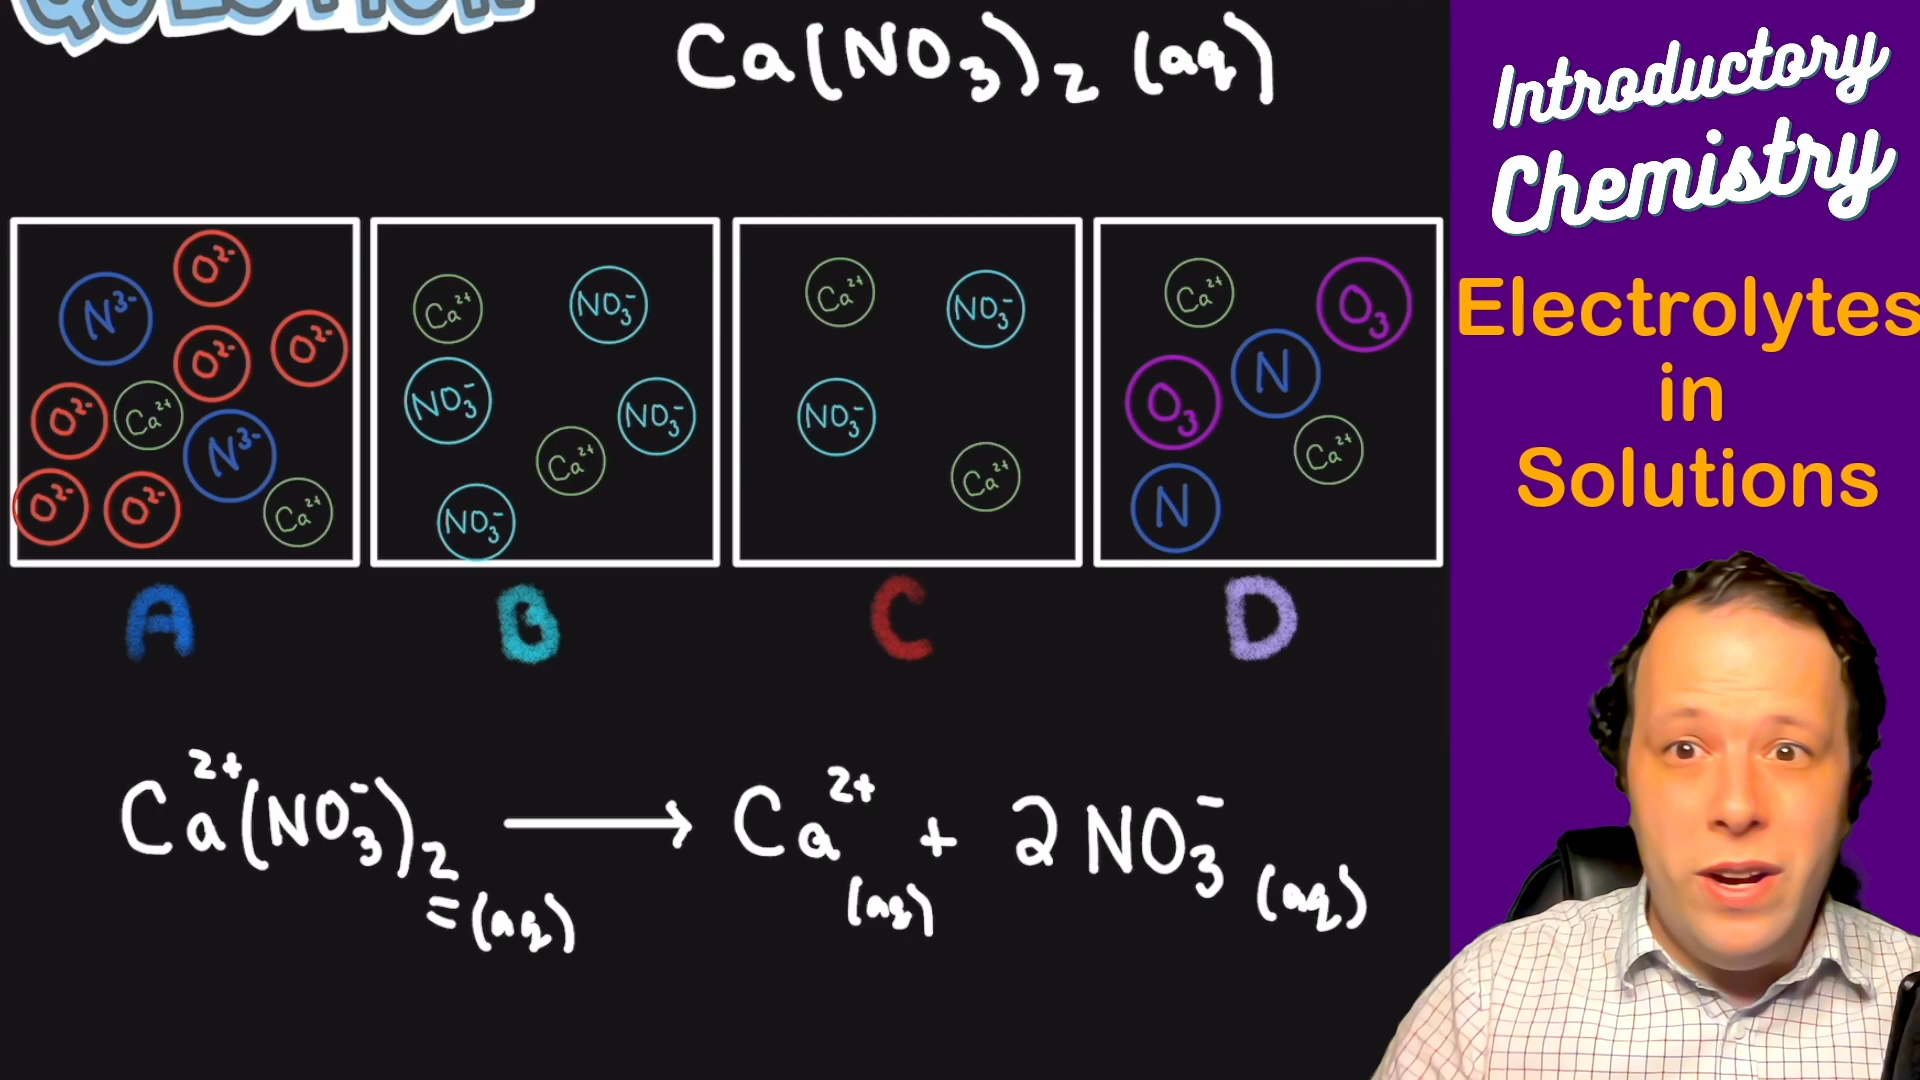 QUESTION
Ca(NO₃)₂ (aq)
Introductory
Chemistry
Electrolytes
in
Solutions
N³⁻ O²⁻ O²⁻ O²⁻ O²⁻ Ca²⁺ N³⁻ O²⁻ O²⁻ Ca²⁺
Ca²⁺ NO₃⁻ NO₃⁻ NO₃⁻ Ca²⁺ NO₃⁻
Ca²⁺ NO₃⁻ NO₃⁻ Ca²⁺
Ca²⁺ O₃ N O₃ Ca²⁺ N
A B C D
Ca²⁺(NO₃⁻)₂ (aq) → Ca²⁺ (aq) + 2 NO₃⁻ (aq)